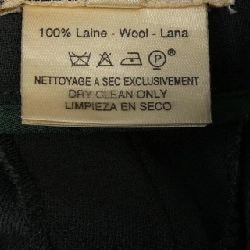 100% Laine - Wool - Lana
P
NETTOYAGE A SEC EXCLUSIVEMENT
DRY CLEAN ONLY
LIMPIEZA EN SECO